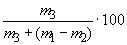 m₃ / (m₃ + (m₁ − m₂)) · 100